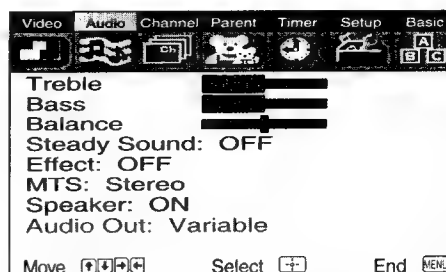 Video Audio Channel Parent Timer Setup Basic
Ch. A B C
Treble
Bass
Balance
Steady Sound: OFF
Effect: OFF
MTS: Stereo
Speaker: ON
Audio Out: Variable
Move Select End MENU